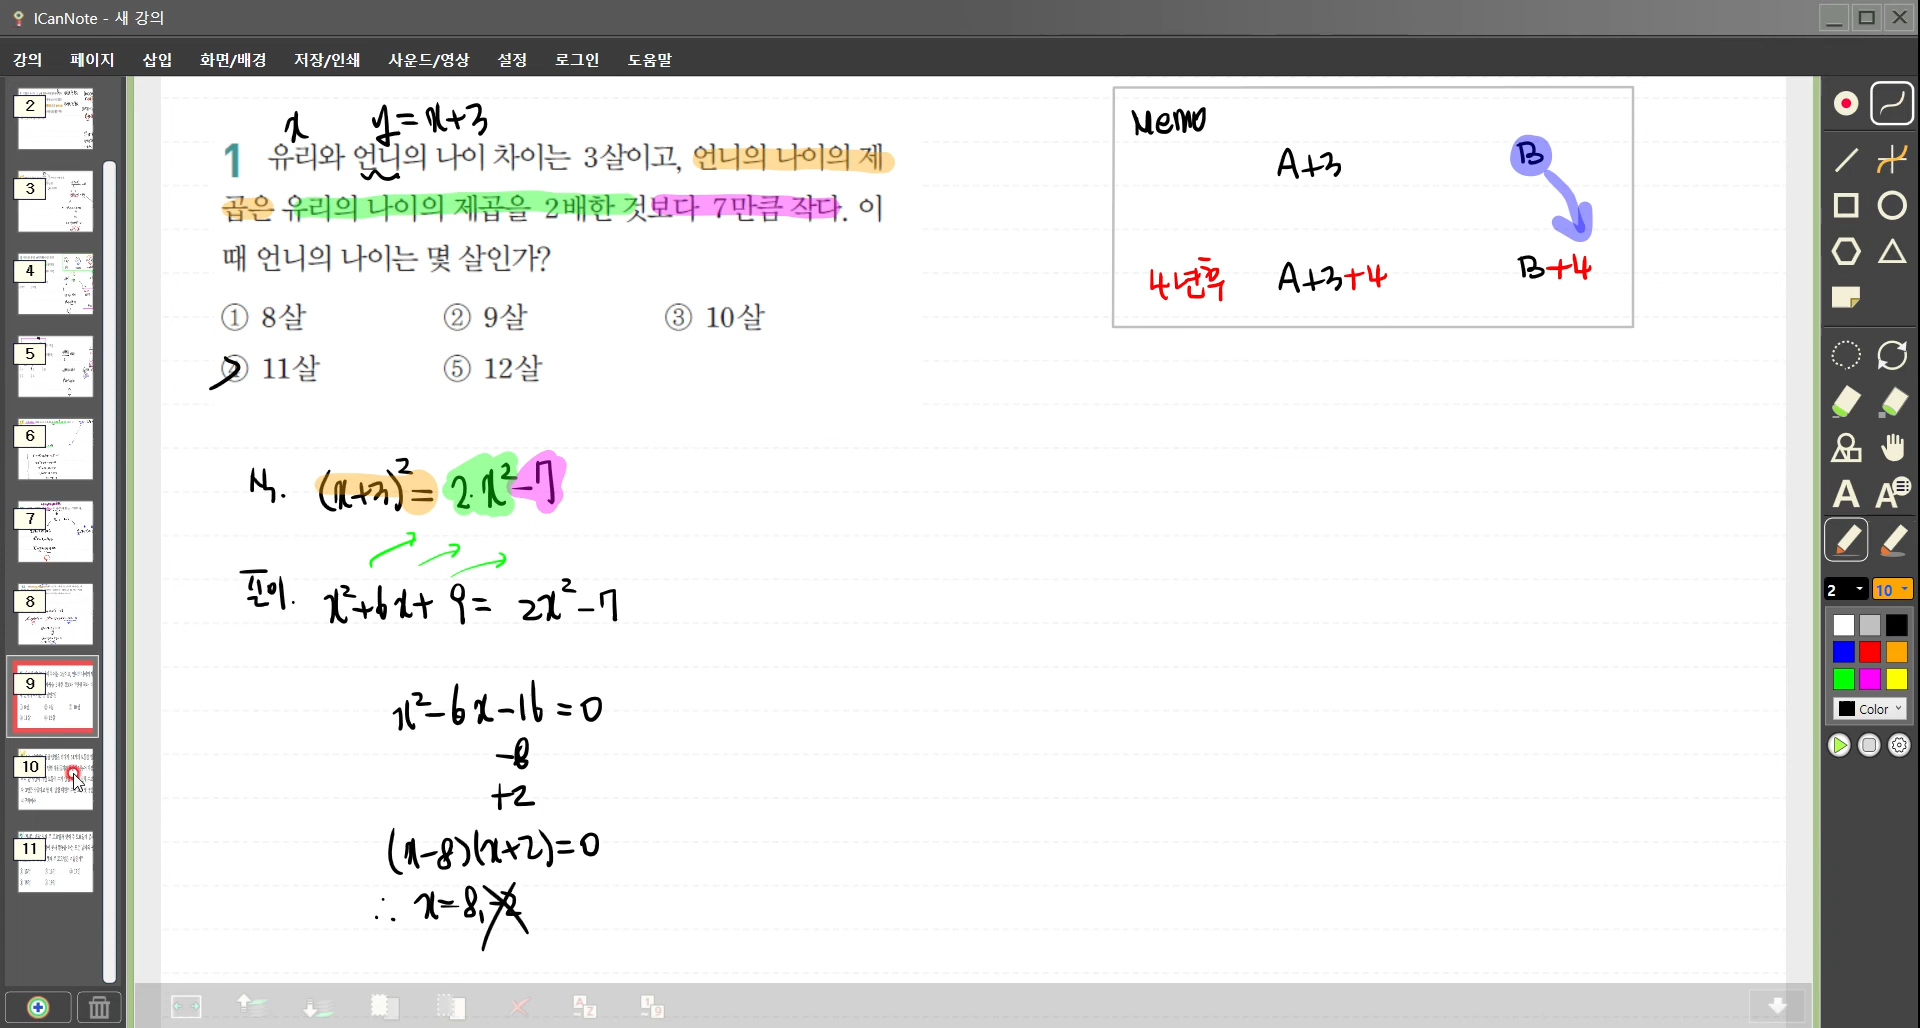 ICanNote - 새 강의
강의 페이지 삽입 화면/배경 저장/인쇄 사운드/영상 설정 로그인 도움말
2
3
4
5
6
7
8
9
10
11
x y=x+3
1 유리와 언니의 나이 차이는 3살이고, 언니의 나이의 제
곱은 유리의 나이의 제곱을 2배한 것보다 7만큼 작다. 이
때 언니의 나이는 몇 살인가?
① 8살 ② 9살 ③ 10살
④ 11살 ⑤ 12살
식. (x+3)²= 2·x²-7
풀이. x²+6x+9= 2x²-7
x²-6x-16=0
-8
+2
(x-8)(x+2)=0
∴ x=8, -2
Memo
A+3 B
4년후 A+3+4 B+4
A A
2 10
Color